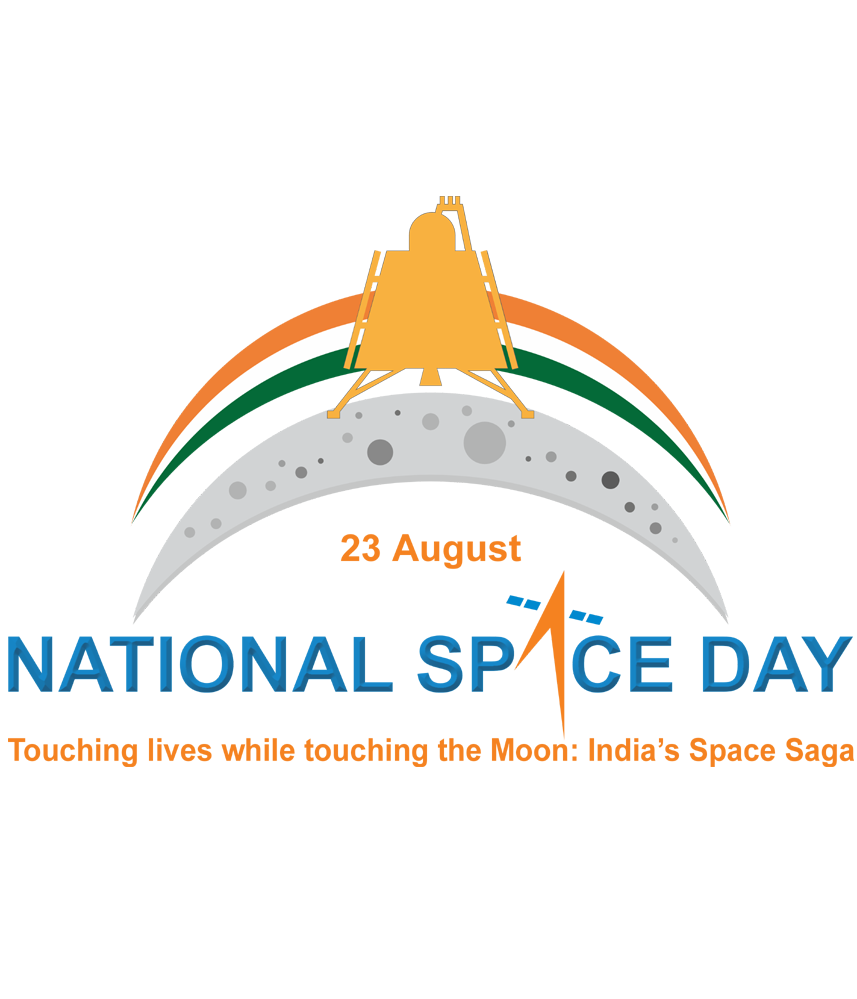 23 August
NATIONAL SPACE DAY
Touching lives while touching the Moon: India's Space Saga